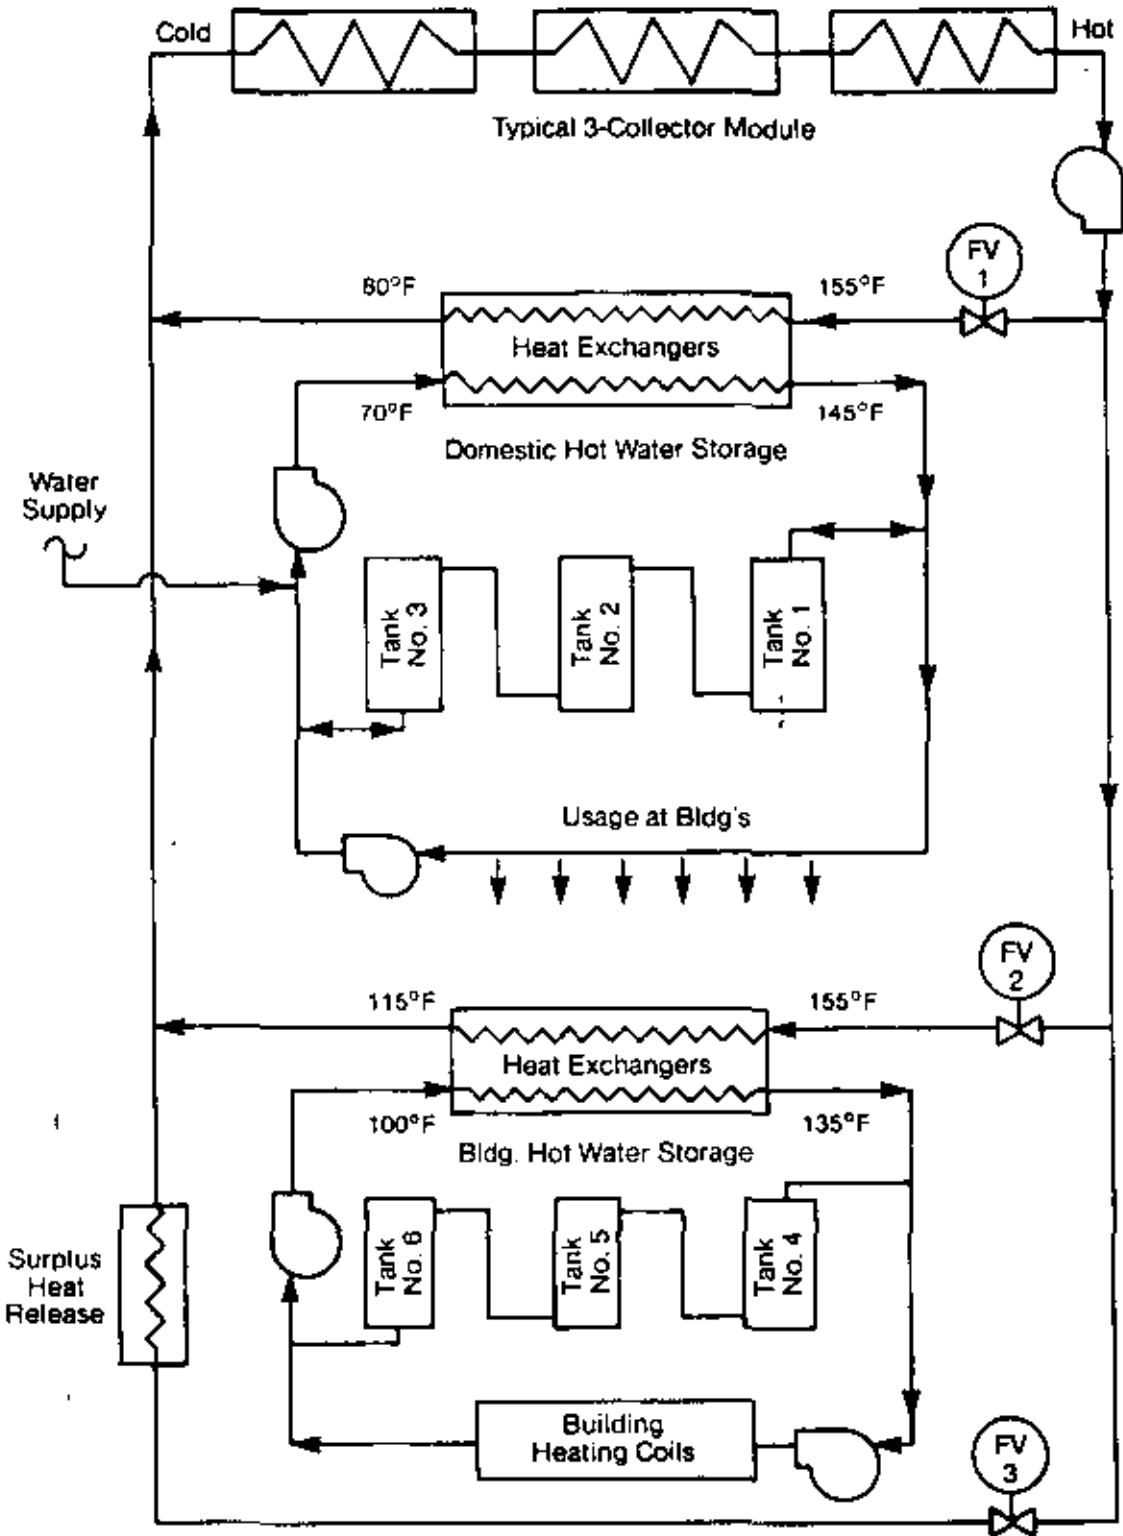 Cold
Hot
Typical 3-Collector Module
FV
1
80°F
155°F
Heat Exchangers
70°F
145°F
Domestic Hot Water Storage
Water
Supply
Tank
No. 3
Tank
No. 2
Tank
No. 1
Usage at Bldg's
FV
2
115°F
155°F
Heat Exchangers
100°F
135°F
Bldg. Hot Water Storage
Tank
No. 6
Tank
No. 5
Tank
No. 4
Surplus
Heat
Release
Building
Heating Coils
FV
3